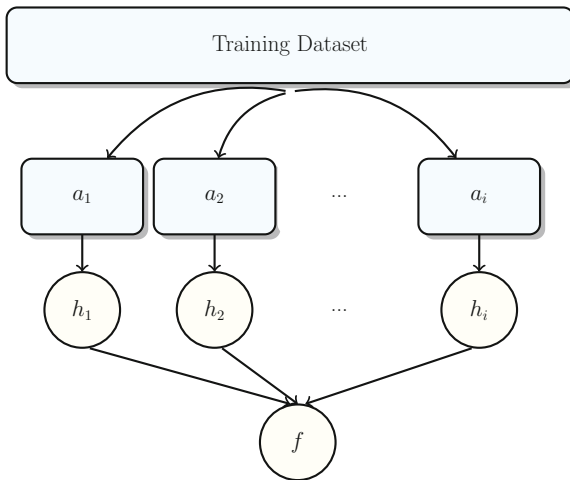 Training Dataset
a₁ a₂ ... aᵢ
h₁ h₂ ... hᵢ
f